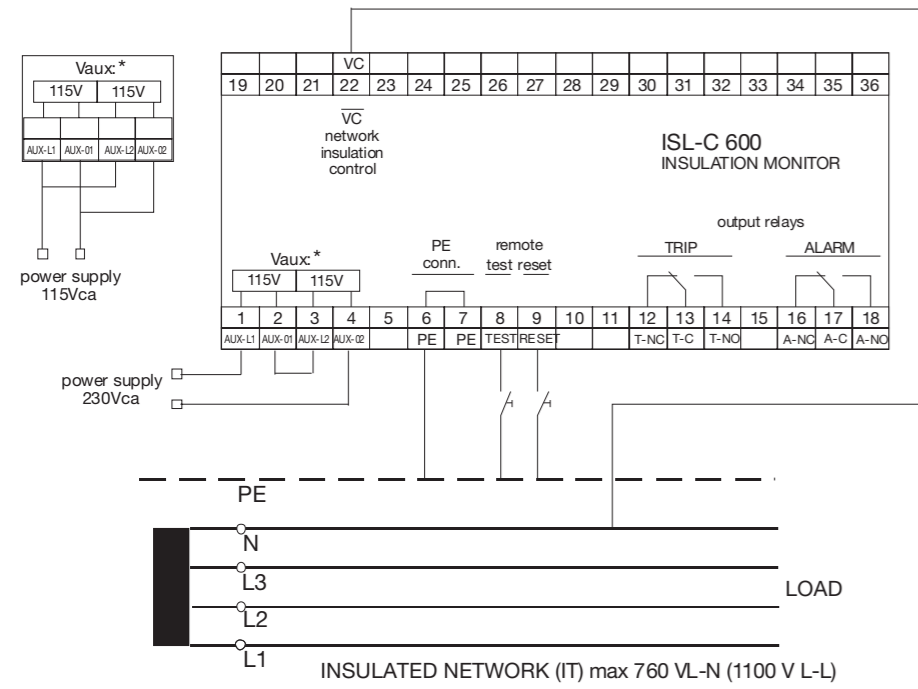 Vaux: *
115V 115V
AUX-L1 AUX-01 AUX-L2 AUX-02
power supply
115Vca
VC
19 20 21 22 23 24 25 26 27 28 29 30 31 32 33 34 35 36
VC
network
insulation
control
ISL-C 600
INSULATION MONITOR
output relays
Vaux: *
115V 115V
PE
conn.
remote
test reset
TRIP
ALARM
1 2 3 4 5 6 7 8 9 10 11 12 13 14 15 16 17 18
AUX-L1 AUX-01 AUX-L2 AUX-02 PE PE TEST RESET T-NC T-C T-NO A-NC A-C A-NO
power supply
230Vca
PE
N
L3
L2
L1
LOAD
INSULATED NETWORK (IT) max 760 VL-N (1100 V L-L)